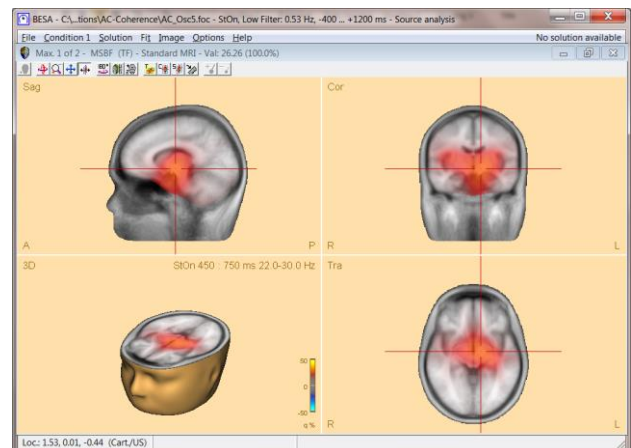 BESA - C:\...tions\AC-Coherence\AC_Osc5.foc - StOn, Low Filter: 0.53 Hz, -400 ... +1200 ms - Source analysis
File Condition 1 Solution Fit Image Options Help No solution available
Max. 1 of 2 - MSBF (TF) - Standard MRI - Val: 26.26 (100.0%)
Sag
Cor
A P
R L
3D StOn 450 : 750 ms 22.0-30.0 Hz
Tra
50
0
-50
q %
R L
Loc.: 1.53, 0.01, -0.44 (Cart./US)